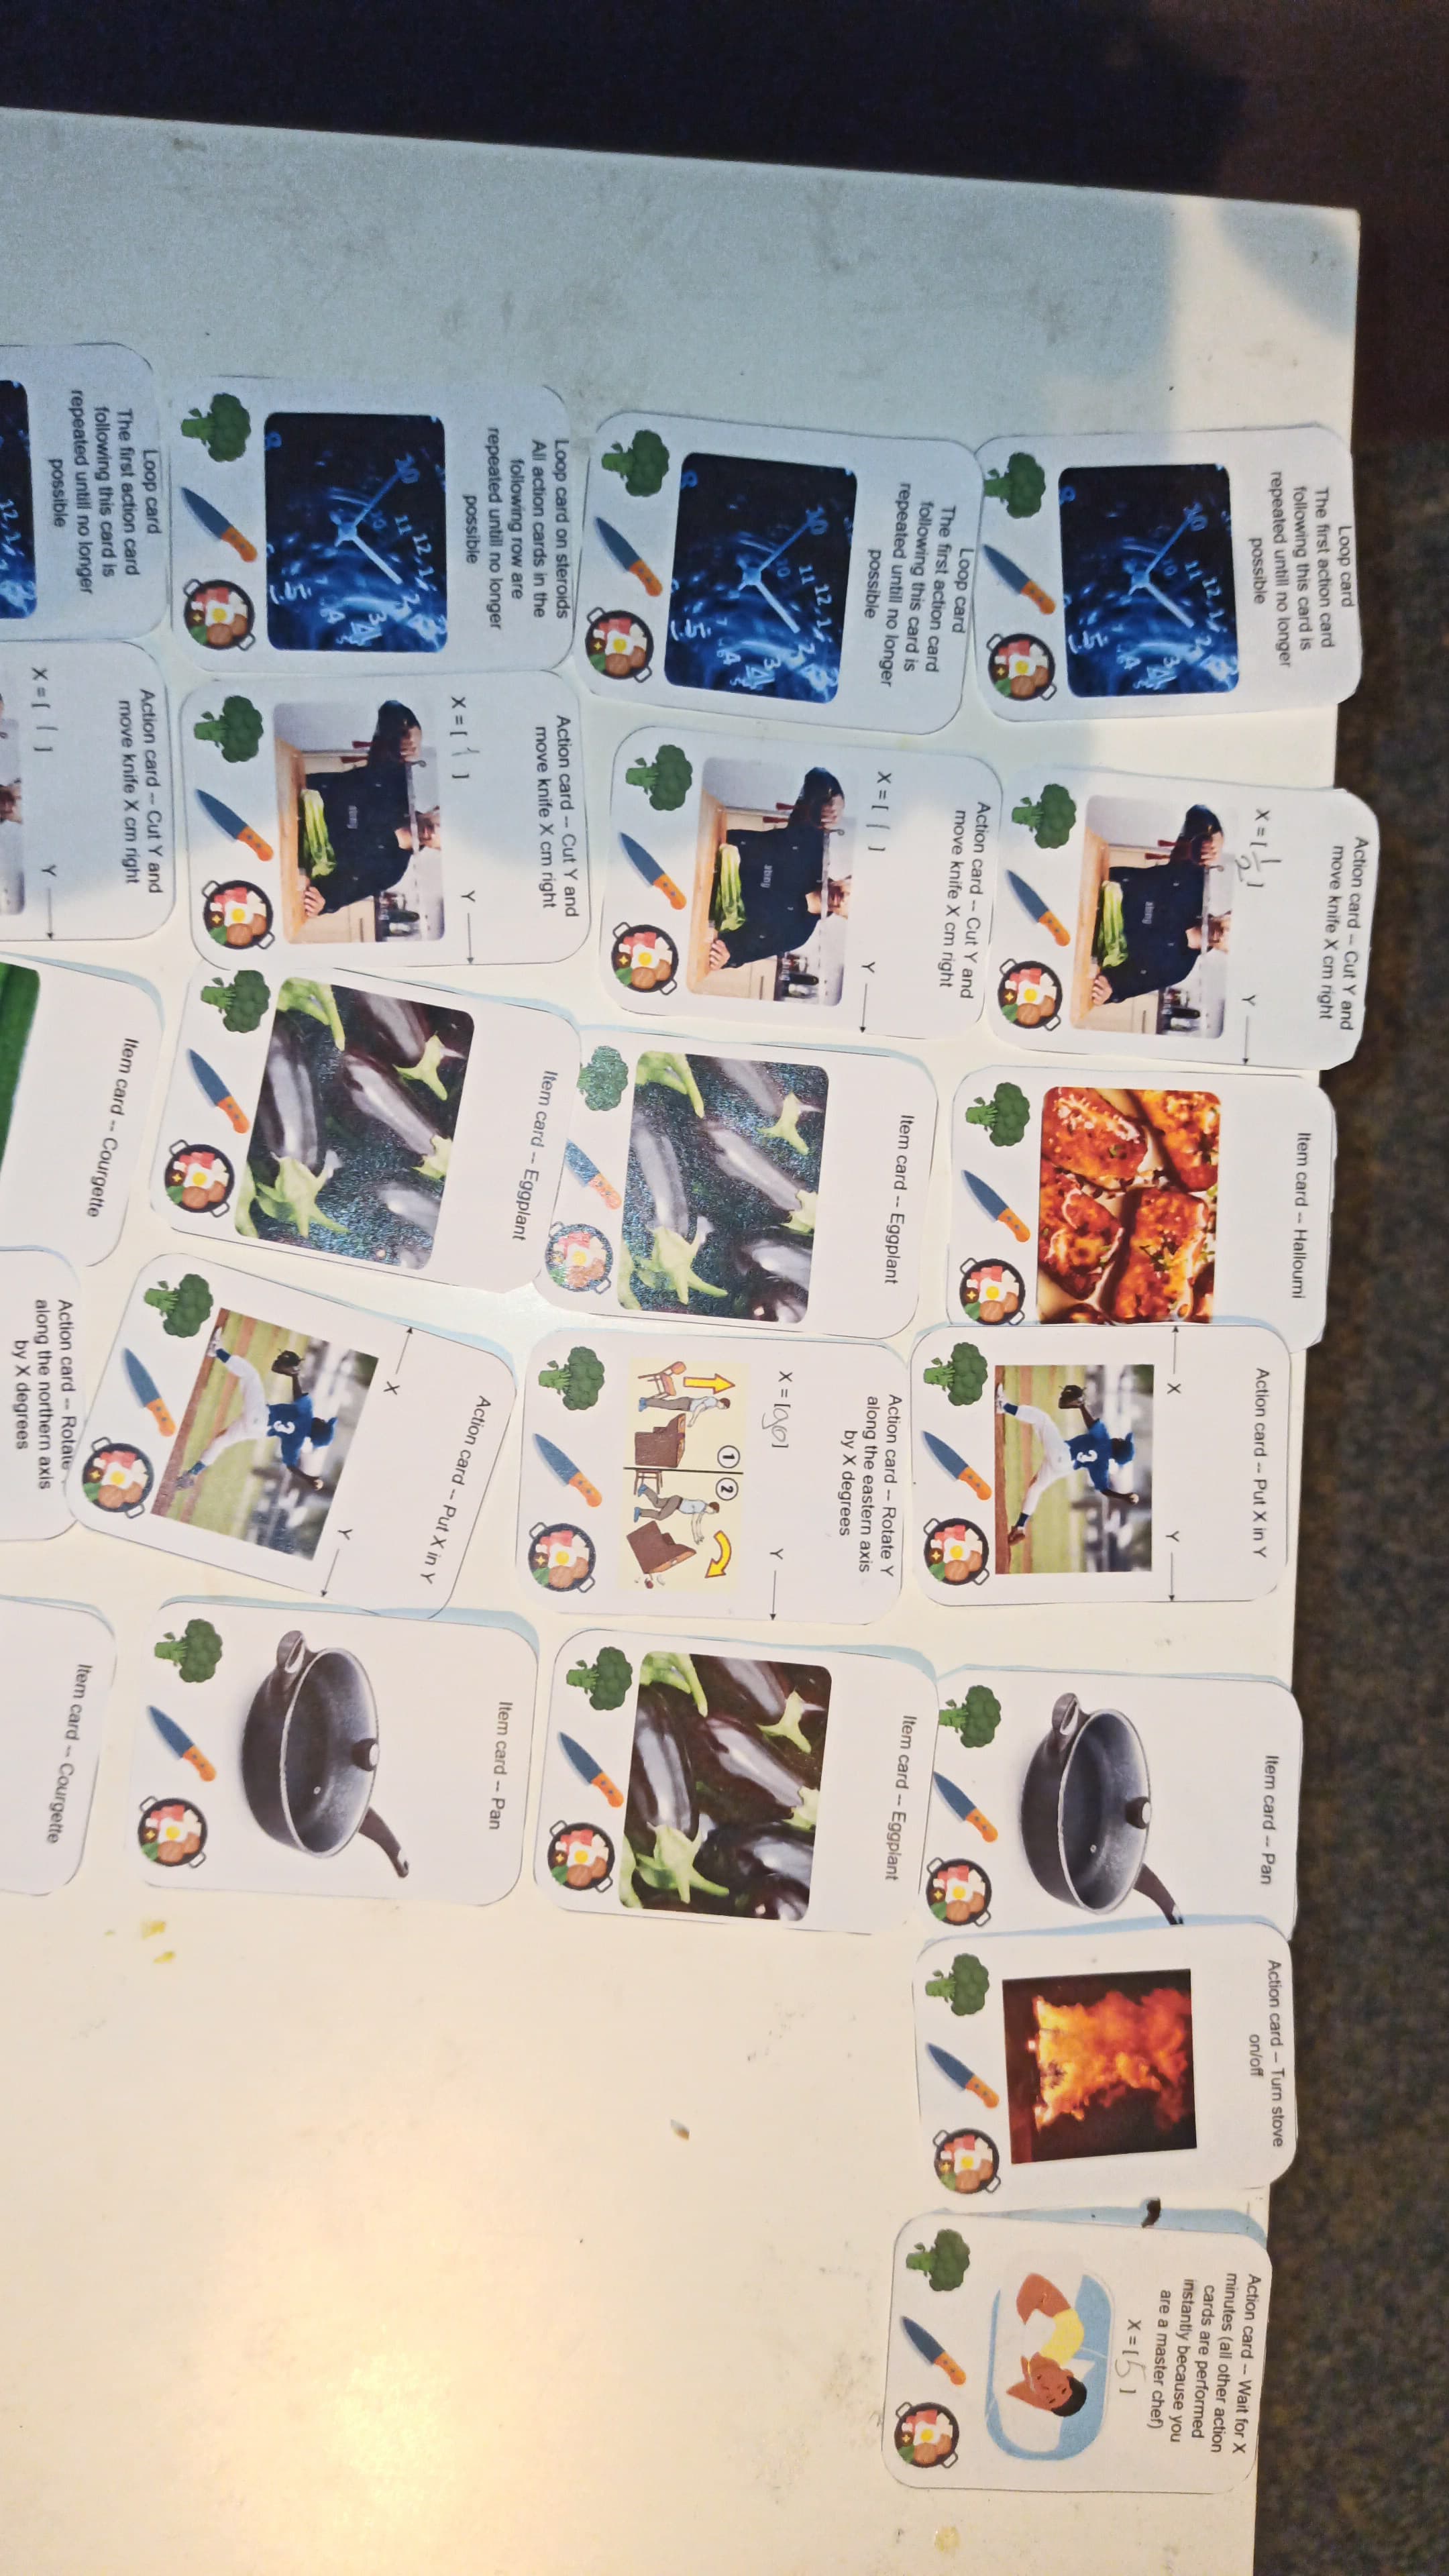 Loop card
The first action card
following this card is
repeated untill no longer
possible
Action card -- Cut Y and
move knife X cm right
X = [ 1/2 ]
Y
Item card -- Halloumi
Action card -- Put X in Y
X
Y
3
Item card -- Pan
Action card -- Turn stove
on/off
Action card -- Wait for X
minutes (all other action
cards are performed
instantly because you
are a master chef)
X = [ 5 ]
Loop card
The first action card
following this card is
repeated untill no longer
possible
Action card -- Cut Y and
move knife X cm right
X = [ 1 ]
Y
Item card -- Eggplant
Action card -- Rotate Y
along the eastern axis
by X degrees
X = [90]
Y
1
2
Item card -- Eggplant
Loop card on steroids
All action cards in the
following row are
repeated untill no longer
possible
Action card -- Cut Y and
move knife X cm right
X = [ 1 ]
Y
Item card -- Eggplant
Action card -- Put X in Y
X
Y
3
Item card -- Pan
Loop card
The first action card
following this card is
repeated untill no longer
possible
Action card -- Cut Y and
move knife X cm right
X = [ 1 ]
Y
Item card -- Courgette
Action card -- Rotate
along the northern axis
by X degrees
Item card -- Courgette